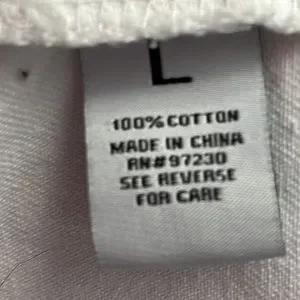 L
100% COTTON
MADE IN CHINA
RN#97230
SEE REVERSE
FOR CARE